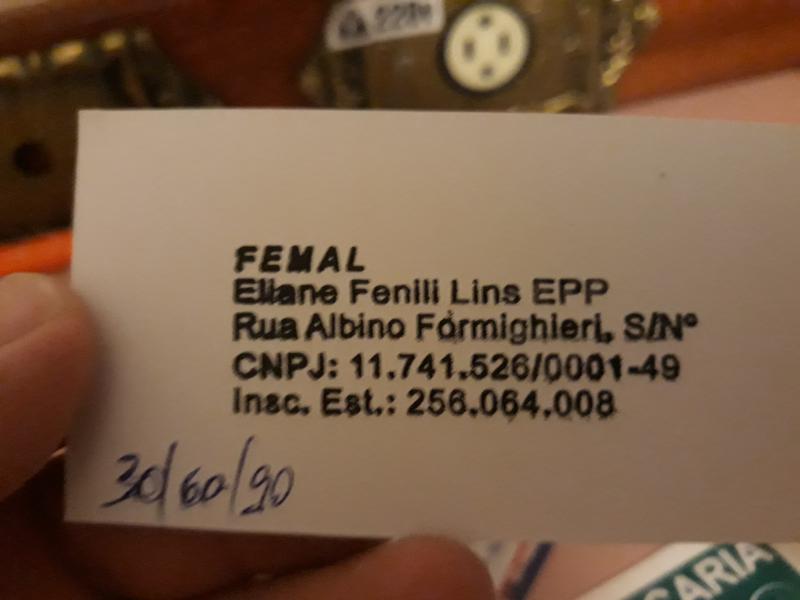 220v
FEMAL
Eliane Fenili Lins EPP
Rua Albino Formighieri, S/Nº
CNPJ: 11.741.526/0001-49
Insc. Est.: 256.064.008
30/60/90